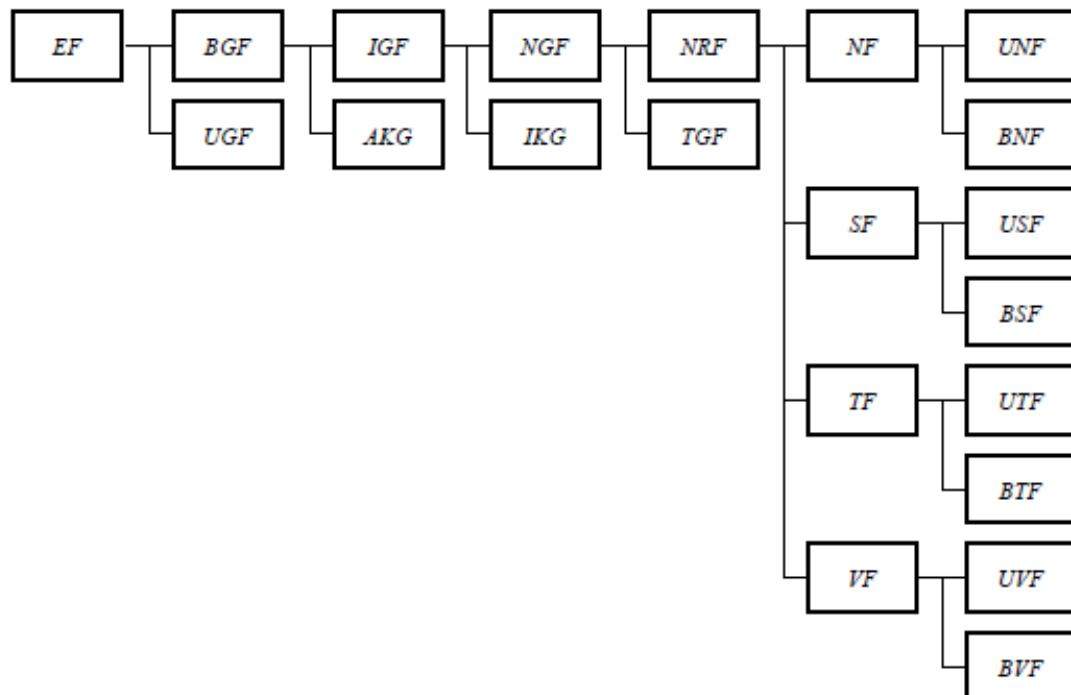 EF BGF IGF NGF NRF NF UNF
UGF AKG IKG TGF BNF
SF USF
BSF
TF UTF
BTF
VF UVF
BVF